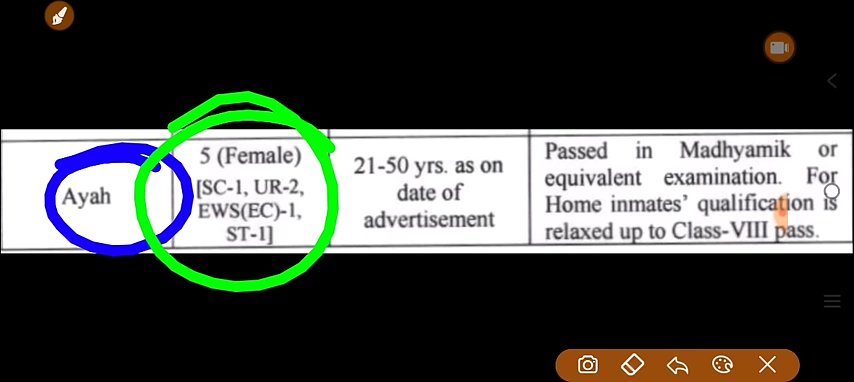 Ayah
5 (Female)
[SC-1, UR-2,
EWS(EC)-1,
ST-1]
21-50 yrs. as on
date of
advertisement
Passed in Madhyamik or
equivalent examination. For
Home inmates’ qualification is
relaxed up to Class-VIII pass.